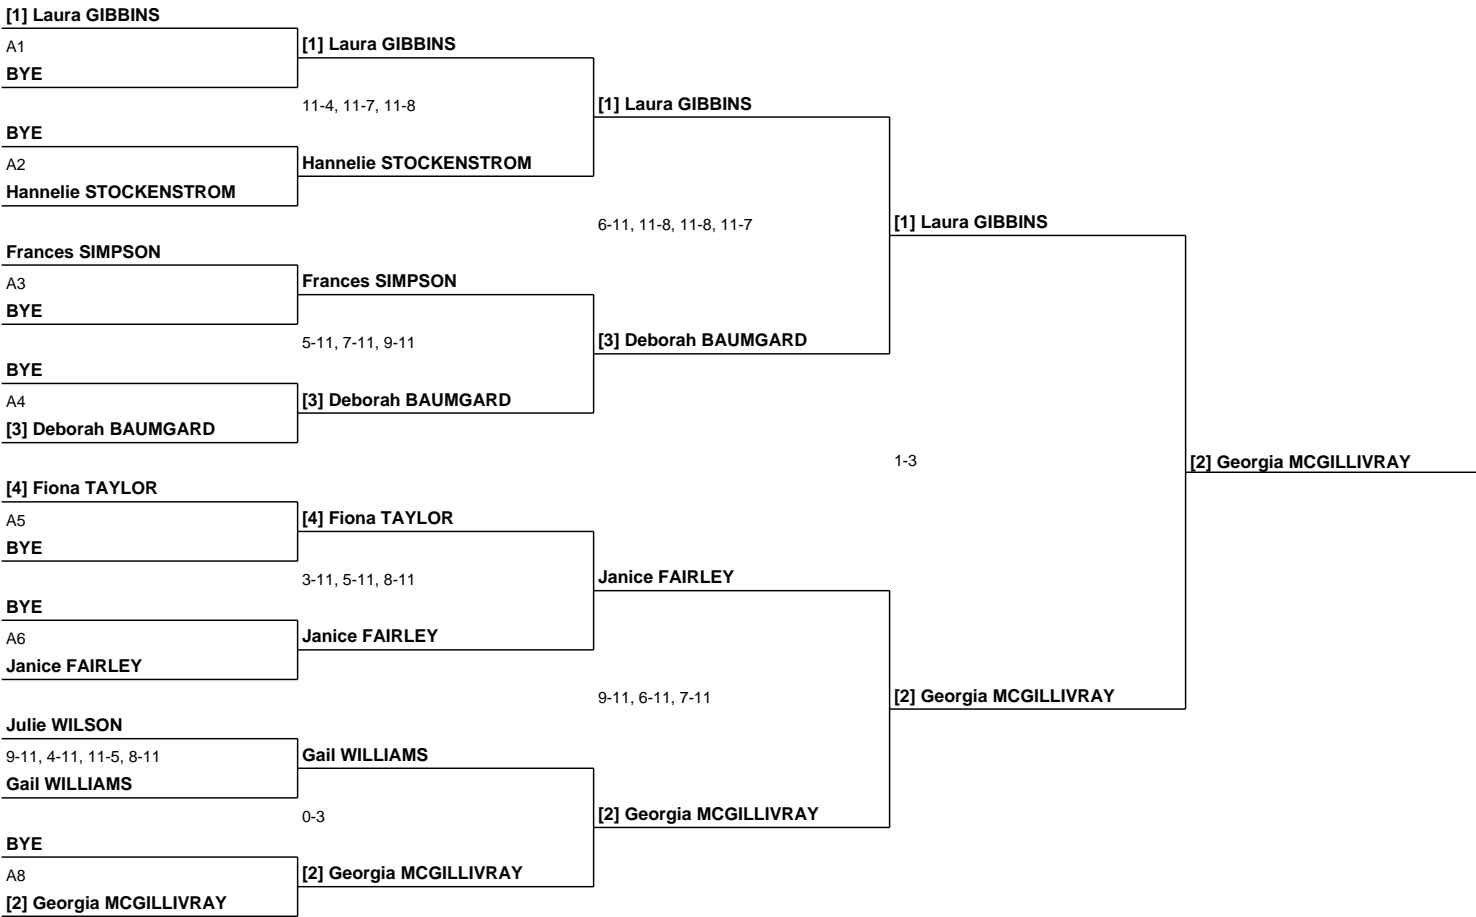 [1] Laura GIBBINS
A1
BYE
BYE
A2
Hannelie STOCKENSTROM
Frances SIMPSON
A3
BYE
BYE
A4
[3] Deborah BAUMGARD
[4] Fiona TAYLOR
A5
BYE
BYE
A6
Janice FAIRLEY
Julie WILSON
9-11, 4-11, 11-5, 8-11
Gail WILLIAMS
BYE
A8
[2] Georgia MCGILLIVRAY
[1] Laura GIBBINS
11-4, 11-7, 11-8
Hannelie STOCKENSTROM
Frances SIMPSON
5-11, 7-11, 9-11
[3] Deborah BAUMGARD
[4] Fiona TAYLOR
3-11, 5-11, 8-11
Janice FAIRLEY
Gail WILLIAMS
0-3
[2] Georgia MCGILLIVRAY
[1] Laura GIBBINS
6-11, 11-8, 11-8, 11-7
[3] Deborah BAUMGARD
Janice FAIRLEY
9-11, 6-11, 7-11
[2] Georgia MCGILLIVRAY
[1] Laura GIBBINS
1-3
[2] Georgia MCGILLIVRAY
[2] Georgia MCGILLIVRAY